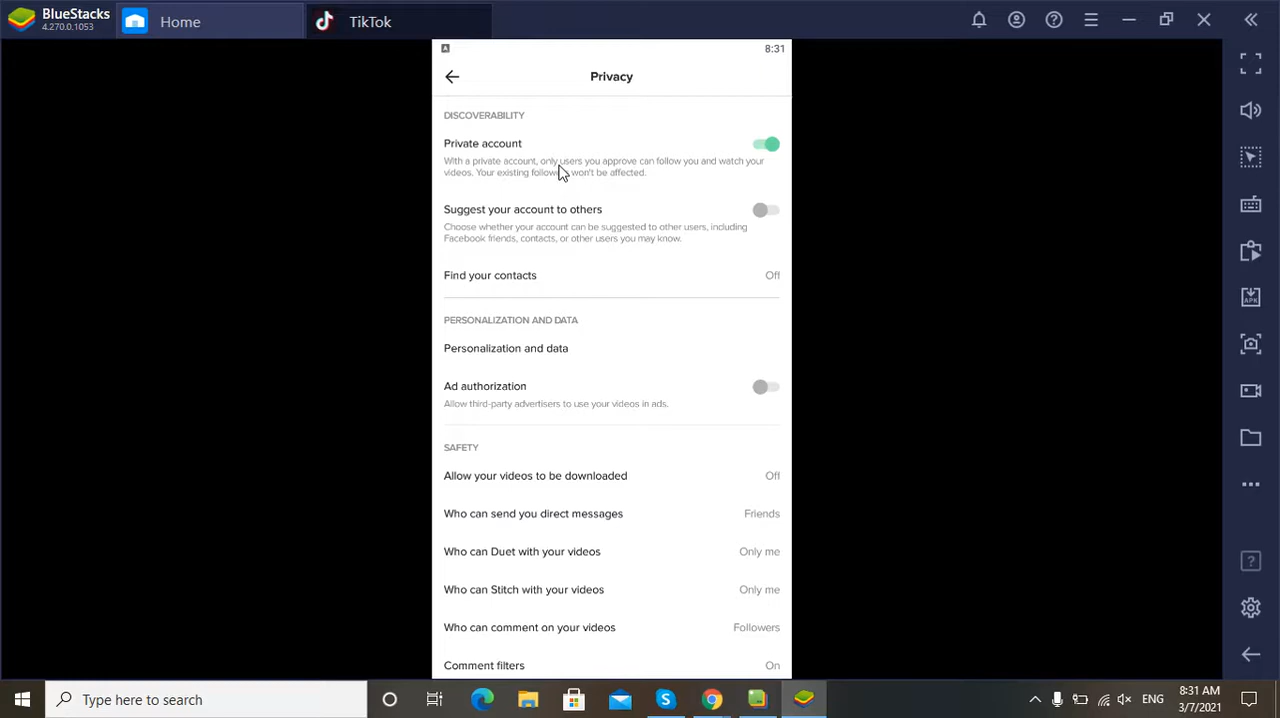 BlueStacks
4.270.0.1053
Home
TikTok
A
8:31
Privacy
DISCOVERABILITY
Private account
With a private account, only users you approve can follow you and watch your
videos. Your existing follow won't be affected.
Suggest your account to others
Choose whether your account can be suggested to other users, including
Facebook friends, contacts, or other users you may know.
Find your contacts
Off
PERSONALIZATION AND DATA
Personalization and data
Ad authorization
Allow third-party advertisers to use your videos in ads.
SAFETY
Allow your videos to be downloaded
Off
Who can send you direct messages
Friends
Who can Duet with your videos
Only me
Who can Stitch with your videos
Only me
Who can comment on your videos
Followers
Comment filters
On
APK
Type here to search
ENG
8:31 AM
3/7/2021